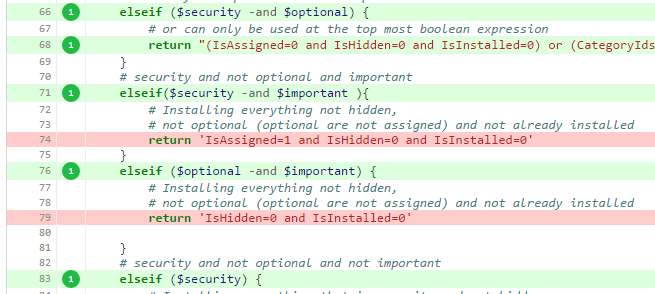 66 1 elseif ($security -and $optional) {
67 # or can only be used at the top most boolean expression
68 1 return "(IsAssigned=0 and IsHidden=0 and IsInstalled=0) or (CategoryIds
69 }
70 # security and not optional and important
71 1 elseif($security -and $important ){
72 # Installing everything not hidden,
73 # not optional (optional are not assigned) and not already installed
74 return 'IsAssigned=1 and IsHidden=0 and IsInstalled=0'
75 }
76 1 elseif ($optional -and $important) {
77 # Installing everything not hidden,
78 # not optional (optional are not assigned) and not already installed
79 return 'IsHidden=0 and IsInstalled=0'
80
81 }
82 # security and not optional and not important
83 1 elseif ($security) {